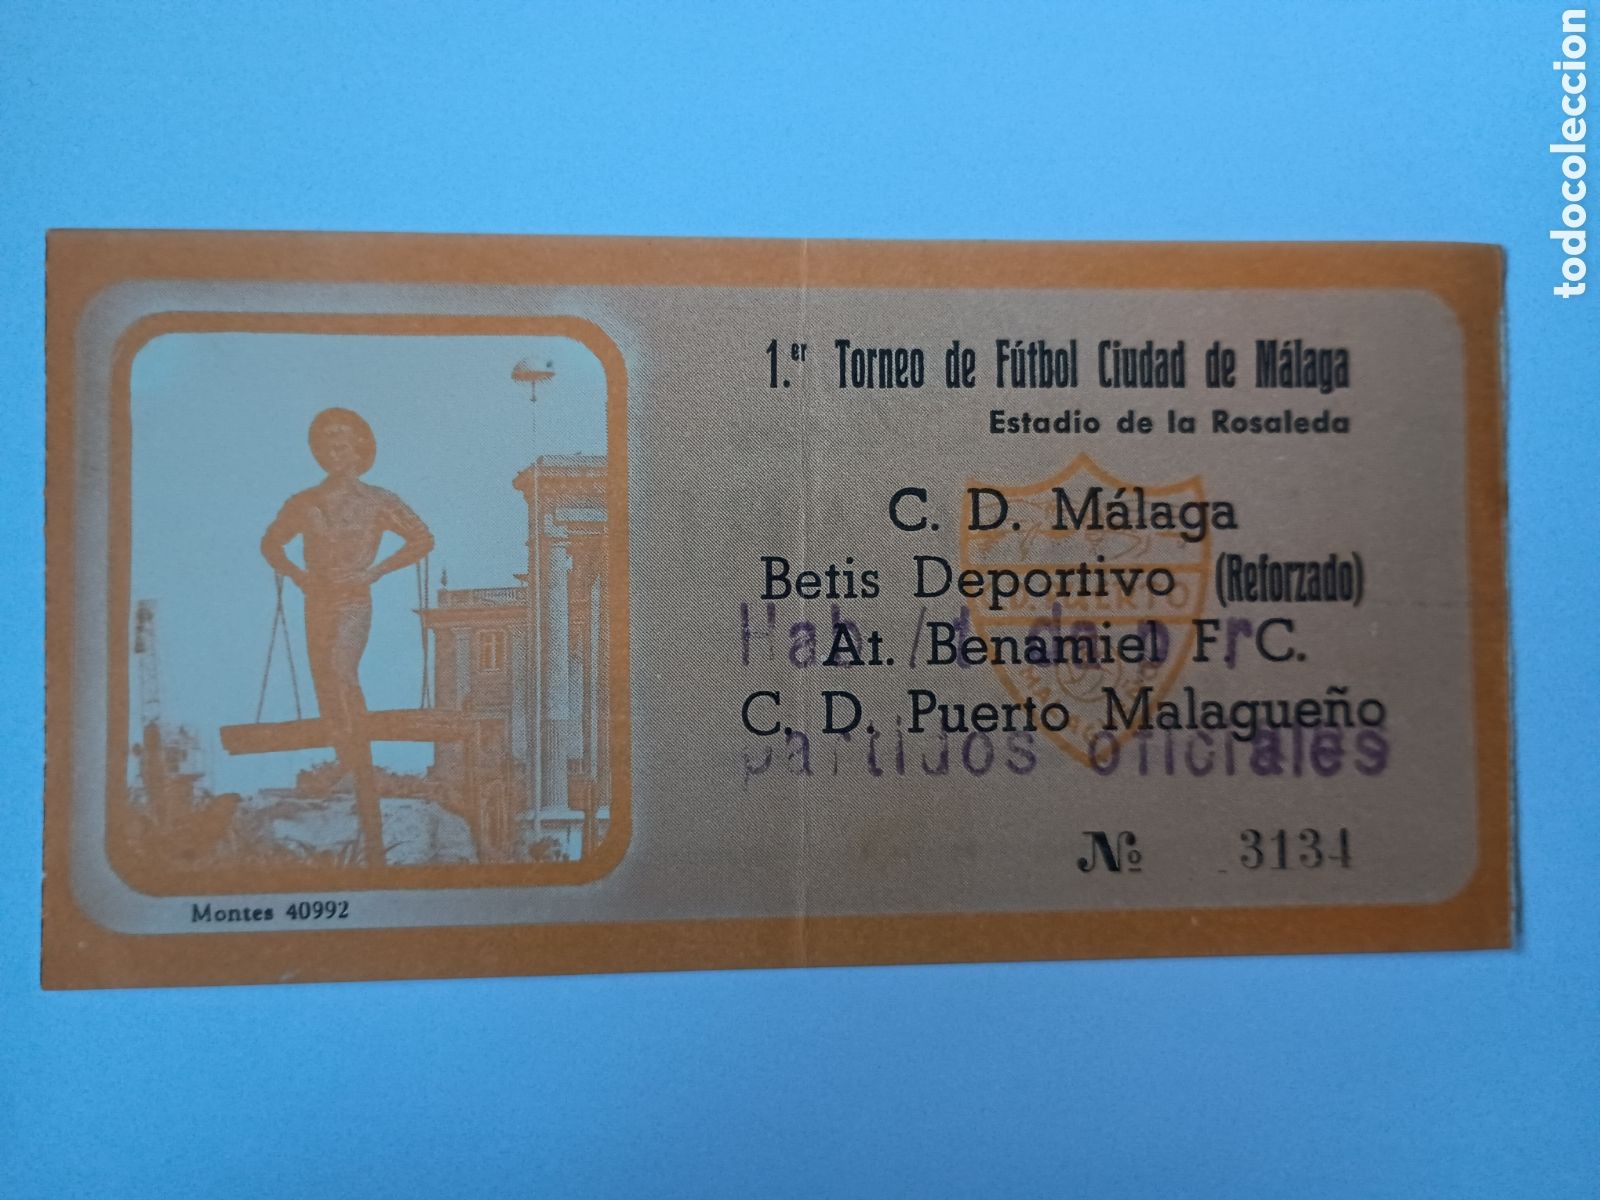 1.er Torneo de Fútbol Ciudad de Málaga
Estadio de la Rosaleda
C. D. Málaga
Betis Deportivo (Reforzado)
At. Benamiel F. C.
C. D. Puerto Malagueño
partidos oficiales
Nº 3134
Montes 40992
C. D. PUERTO
todocoleccion